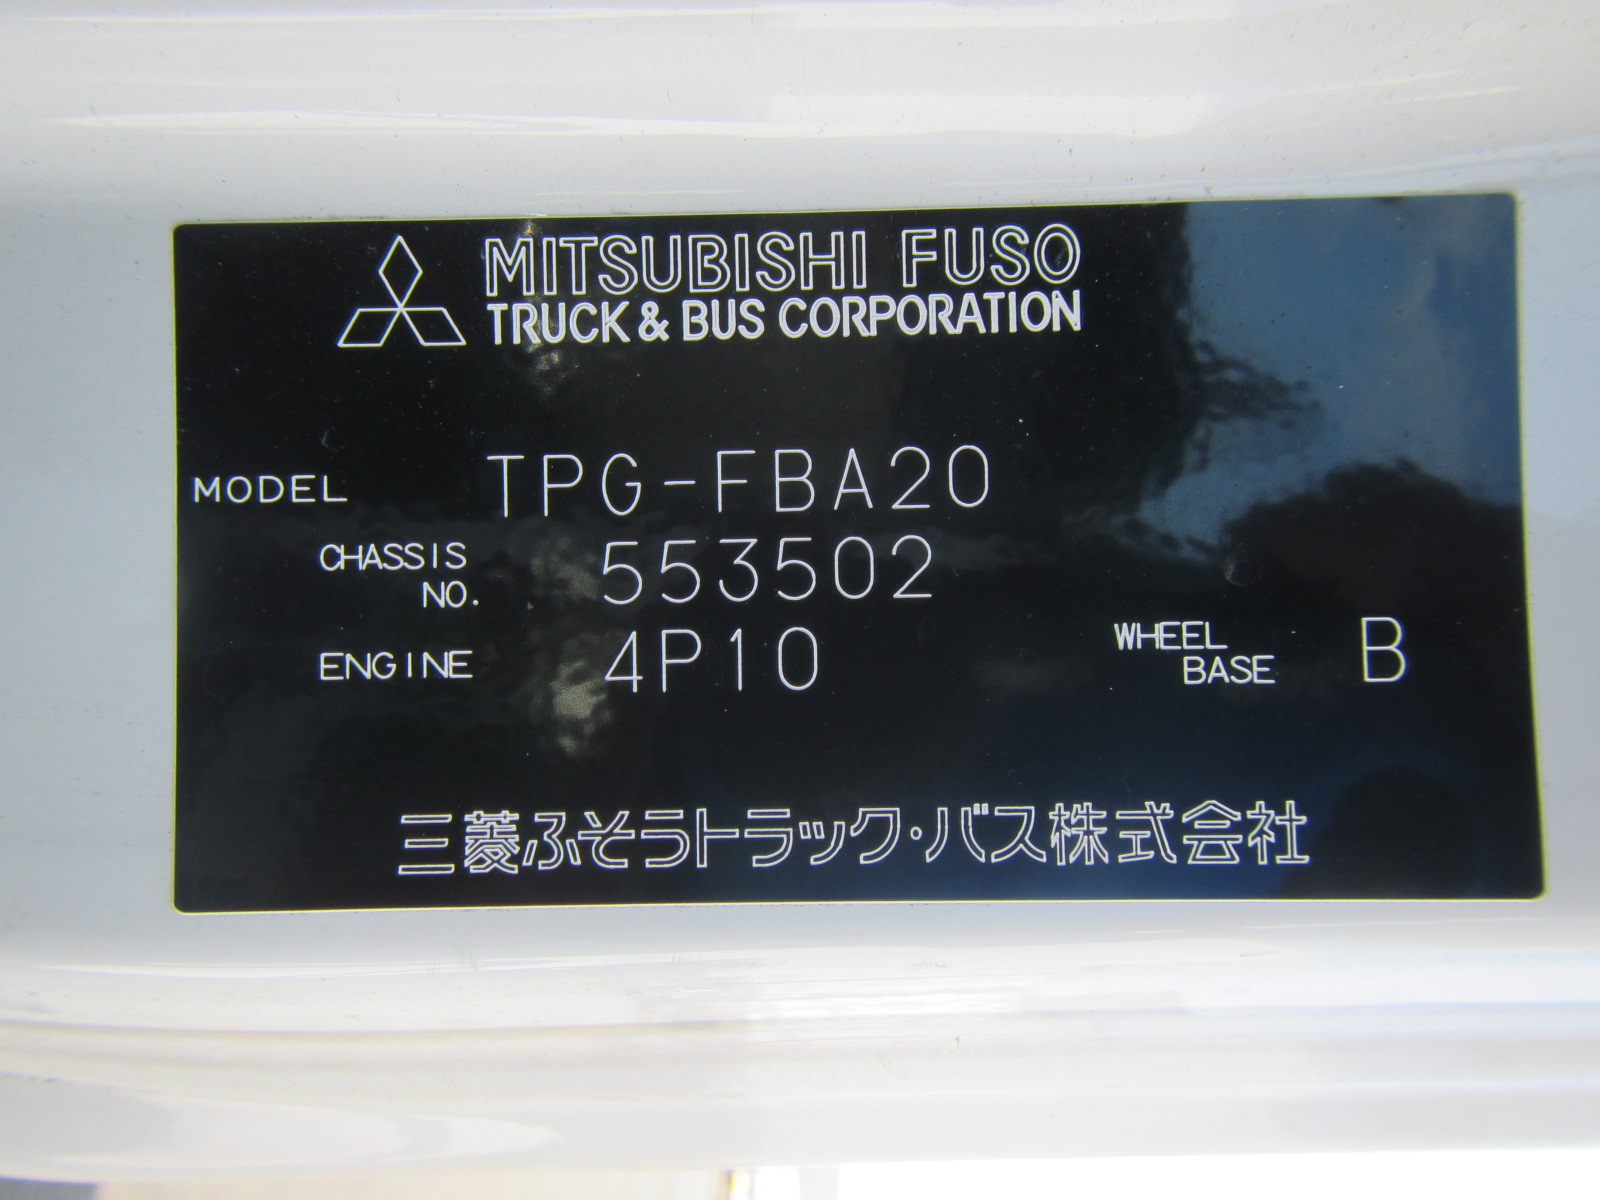 MITSUBISHI FUSO
TRUCK & BUS CORPORATION
MODEL TPG-FBA20
CHASSIS NO. 553502
ENGINE 4P10 WHEEL BASE B
三菱ふそうトラック・バス株式会社